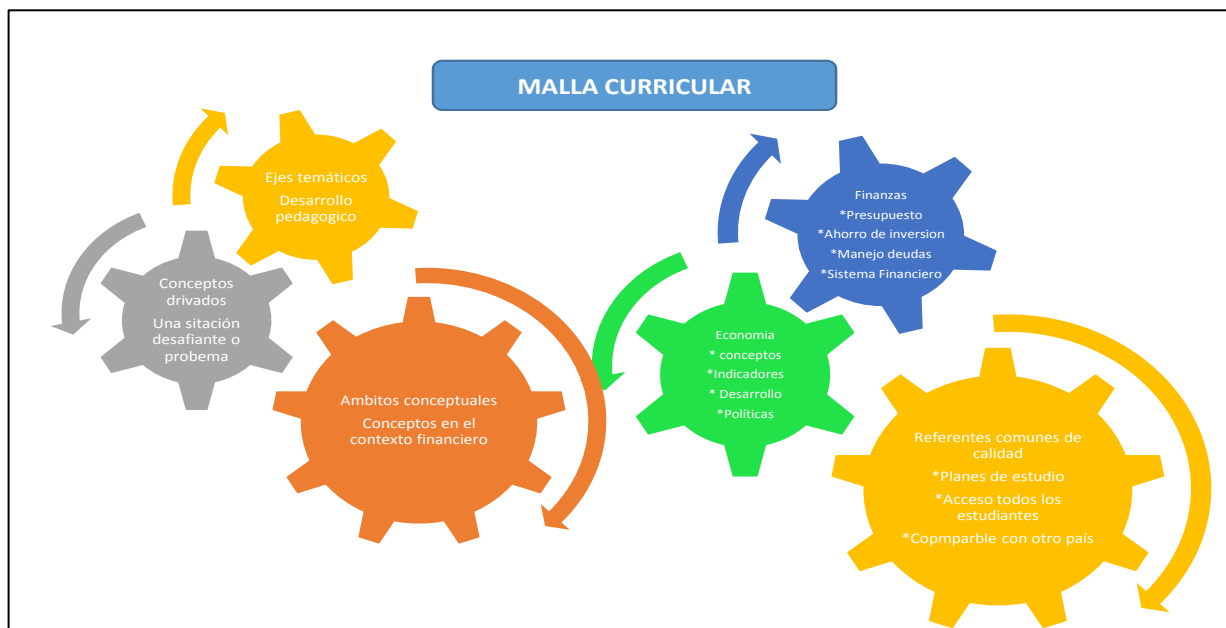 MALLA CURRICULAR
Ejes temáticos
Desarrollo
pedagogico
Conceptos
drivados
Una sitación
desafiante o
probema
Ambitos conceptuales
Conceptos en el
contexto financiero
Finanzas
*Presupuesto
*Ahorro de inversion
*Manejo deudas
*Sistema Financiero
Economia
* conceptos
*Indicadores
* Desarrollo
*Políticas
Referentes comunes de
calidad
*Planes de estudio
*Acceso todos los
estudiantes
*Copmparble con otro país